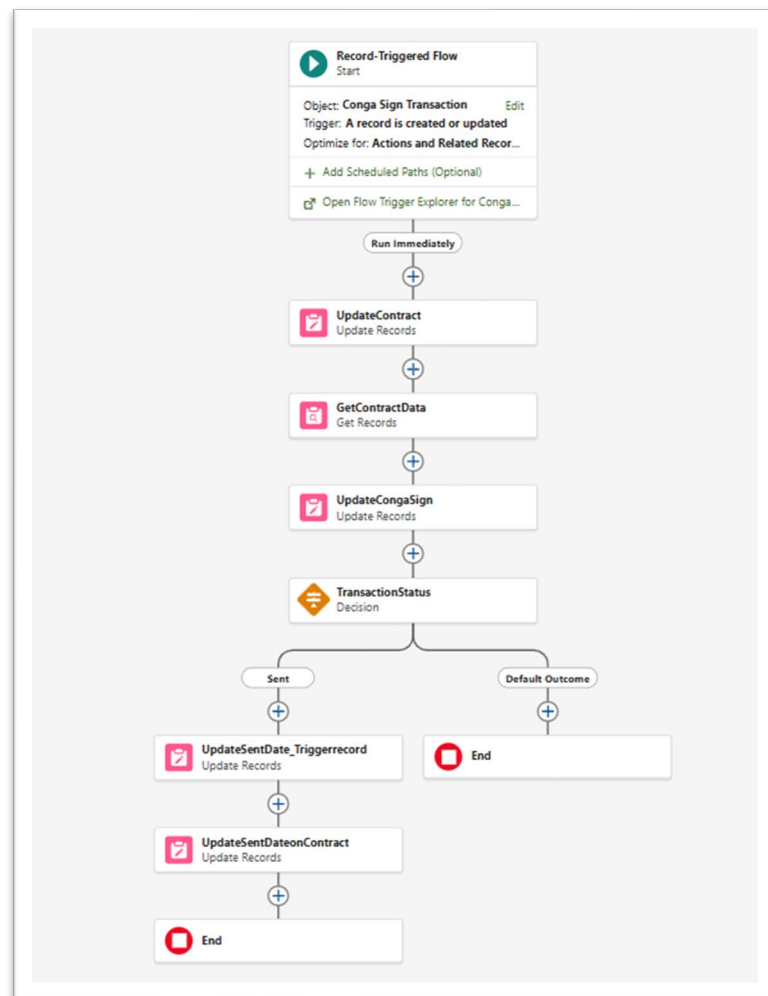 Record-Triggered Flow
Start
Object: Conga Sign Transaction Edit
Trigger: A record is created or updated
Optimize for: Actions and Related Recor...
+ Add Scheduled Paths (Optional)
Open Flow Trigger Explorer for Conga...
Run Immediately
UpdateContract
Update Records
GetContractData
Get Records
UpdateCongaSign
Update Records
TransactionStatus
Decision
Sent
Default Outcome
UpdateSentDate_Triggerrecord
Update Records
End
UpdateSentDateonContract
Update Records
End